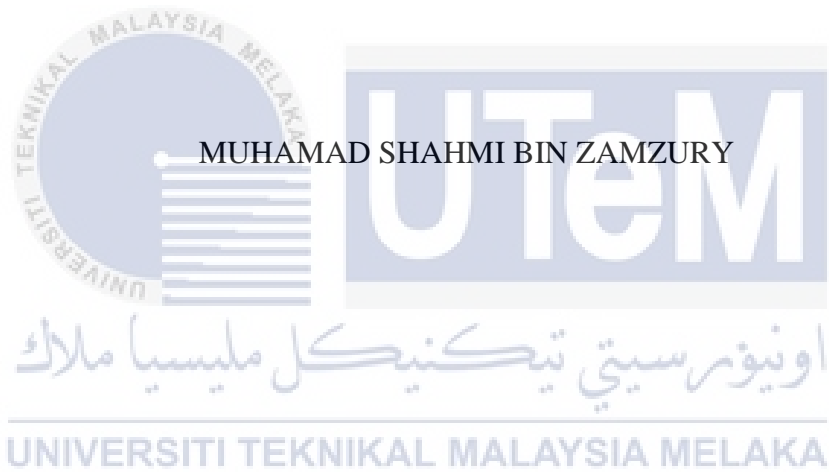 UNIVERSITI TEKNIKAL MALAYSIA MELAKA
UTeM
MUHAMAD SHAHMI BIN ZAMZURY
اونيۏرسيتي تيكنيكل مليسيا ملاك
UNIVERSITI TEKNIKAL MALAYSIA MELAKA